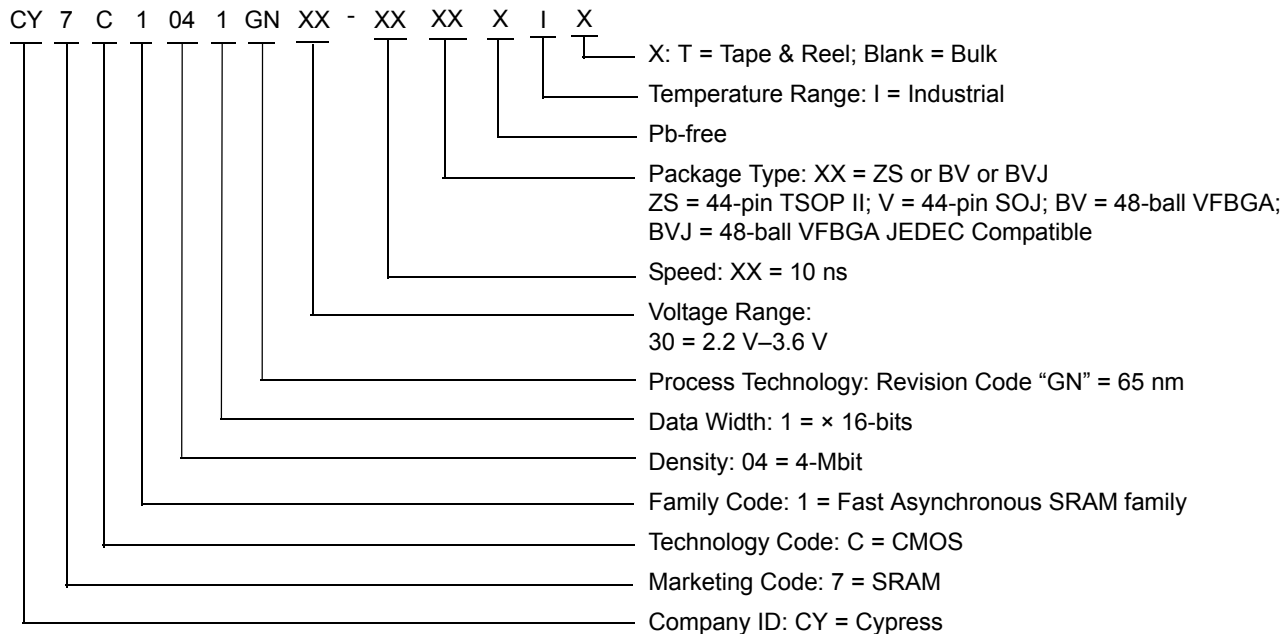 CY 7 C 1 04 1 GN XX - XX XX X I X
X: T = Tape & Reel; Blank = Bulk
Temperature Range: I = Industrial
Pb-free
Package Type: XX = ZS or BV or BVJ
ZS = 44-pin TSOP II; V = 44-pin SOJ; BV = 48-ball VFBGA;
BVJ = 48-ball VFBGA JEDEC Compatible
Speed: XX = 10 ns
Voltage Range:
30 = 2.2 V–3.6 V
Process Technology: Revision Code “GN” = 65 nm
Data Width: 1 = × 16-bits
Density: 04 = 4-Mbit
Family Code: 1 = Fast Asynchronous SRAM family
Technology Code: C = CMOS
Marketing Code: 7 = SRAM
Company ID: CY = Cypress